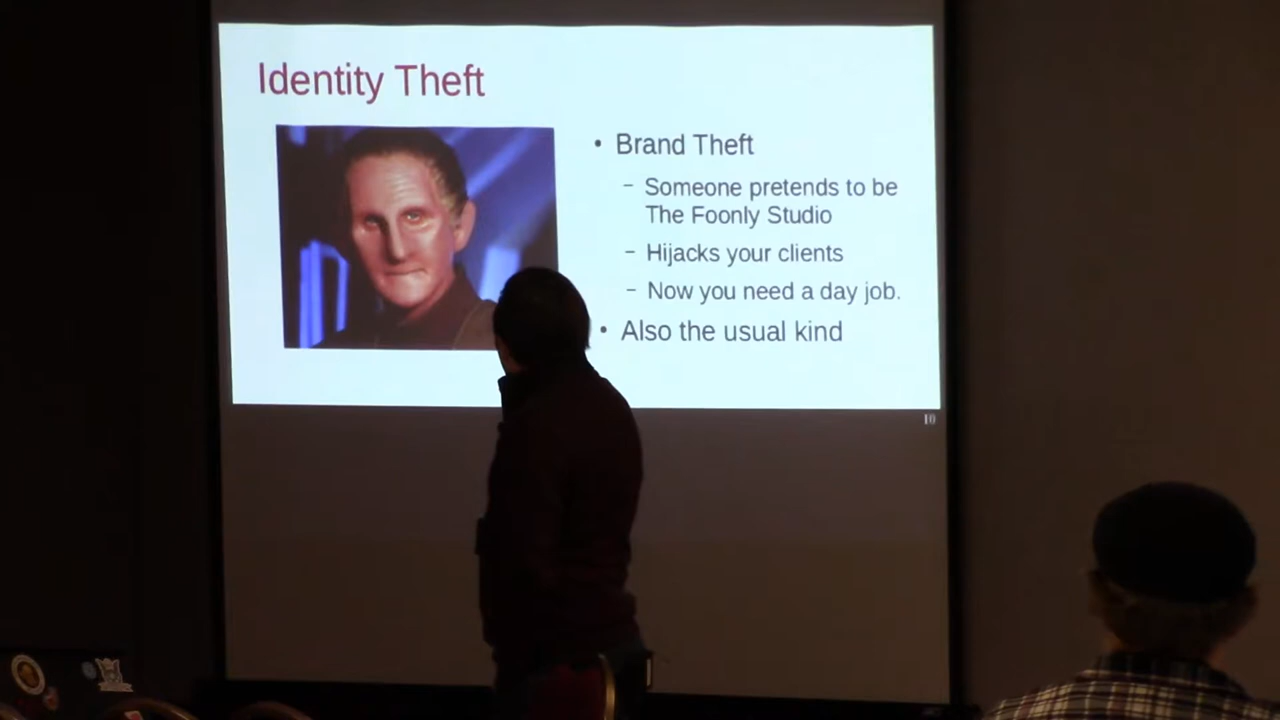 Identity Theft
• Brand Theft
– Someone pretends to be
The Foonly Studio
– Hijacks your clients
– Now you need a day job.
• Also the usual kind
10